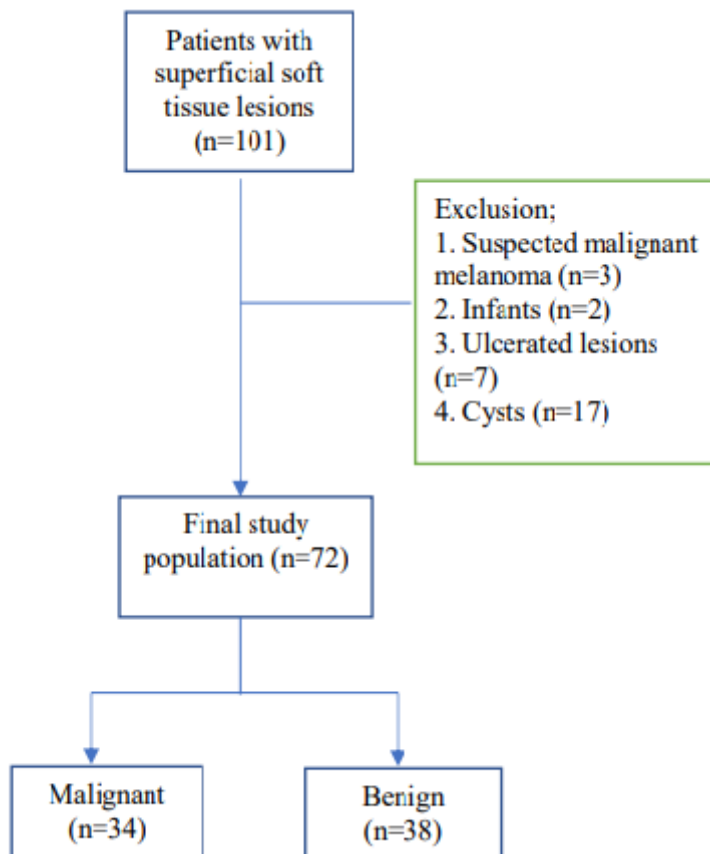 Patients with
superficial soft
tissue lesions
(n=101)
Exclusion;
1. Suspected malignant
melanoma (n=3)
2. Infants (n=2)
3. Ulcerated lesions
(n=7)
4. Cysts (n=17)
Final study
population (n=72)
Malignant
(n=34)
Benign
(n=38)